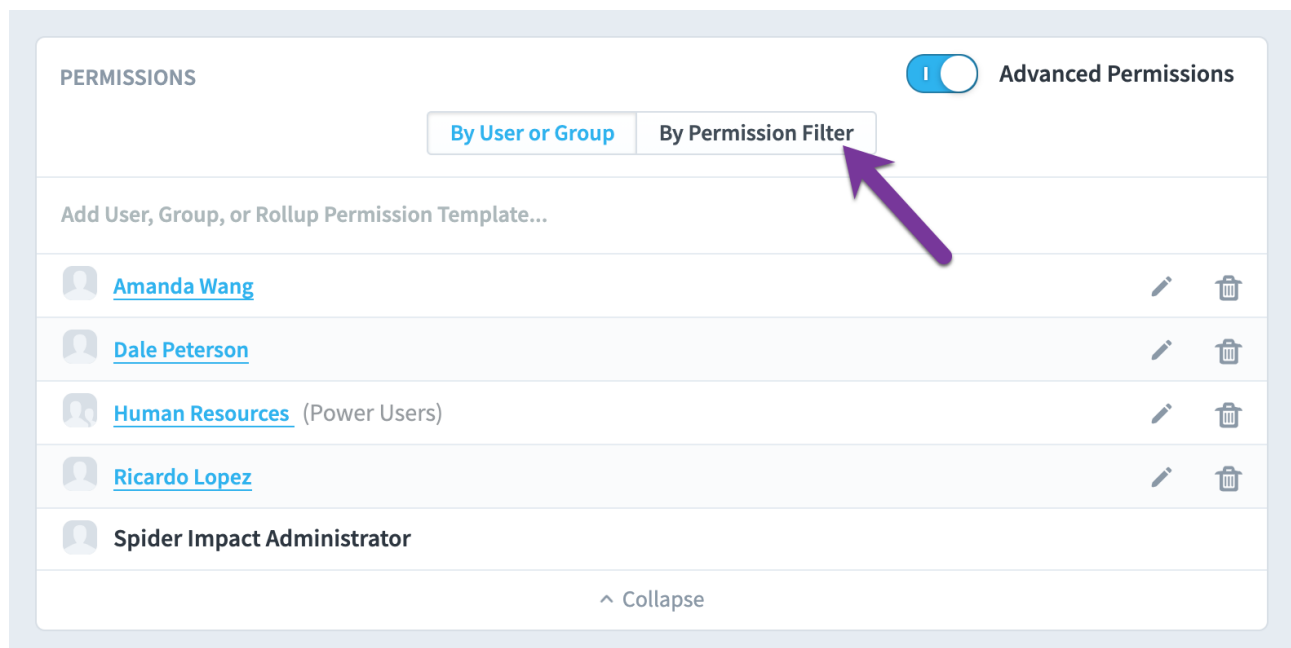 PERMISSIONS
Advanced Permissions
By User or Group
By Permission Filter
Add User, Group, or Rollup Permission Template...
Amanda Wang
Dale Peterson
Human Resources (Power Users)
Ricardo Lopez
Spider Impact Administrator
Collapse